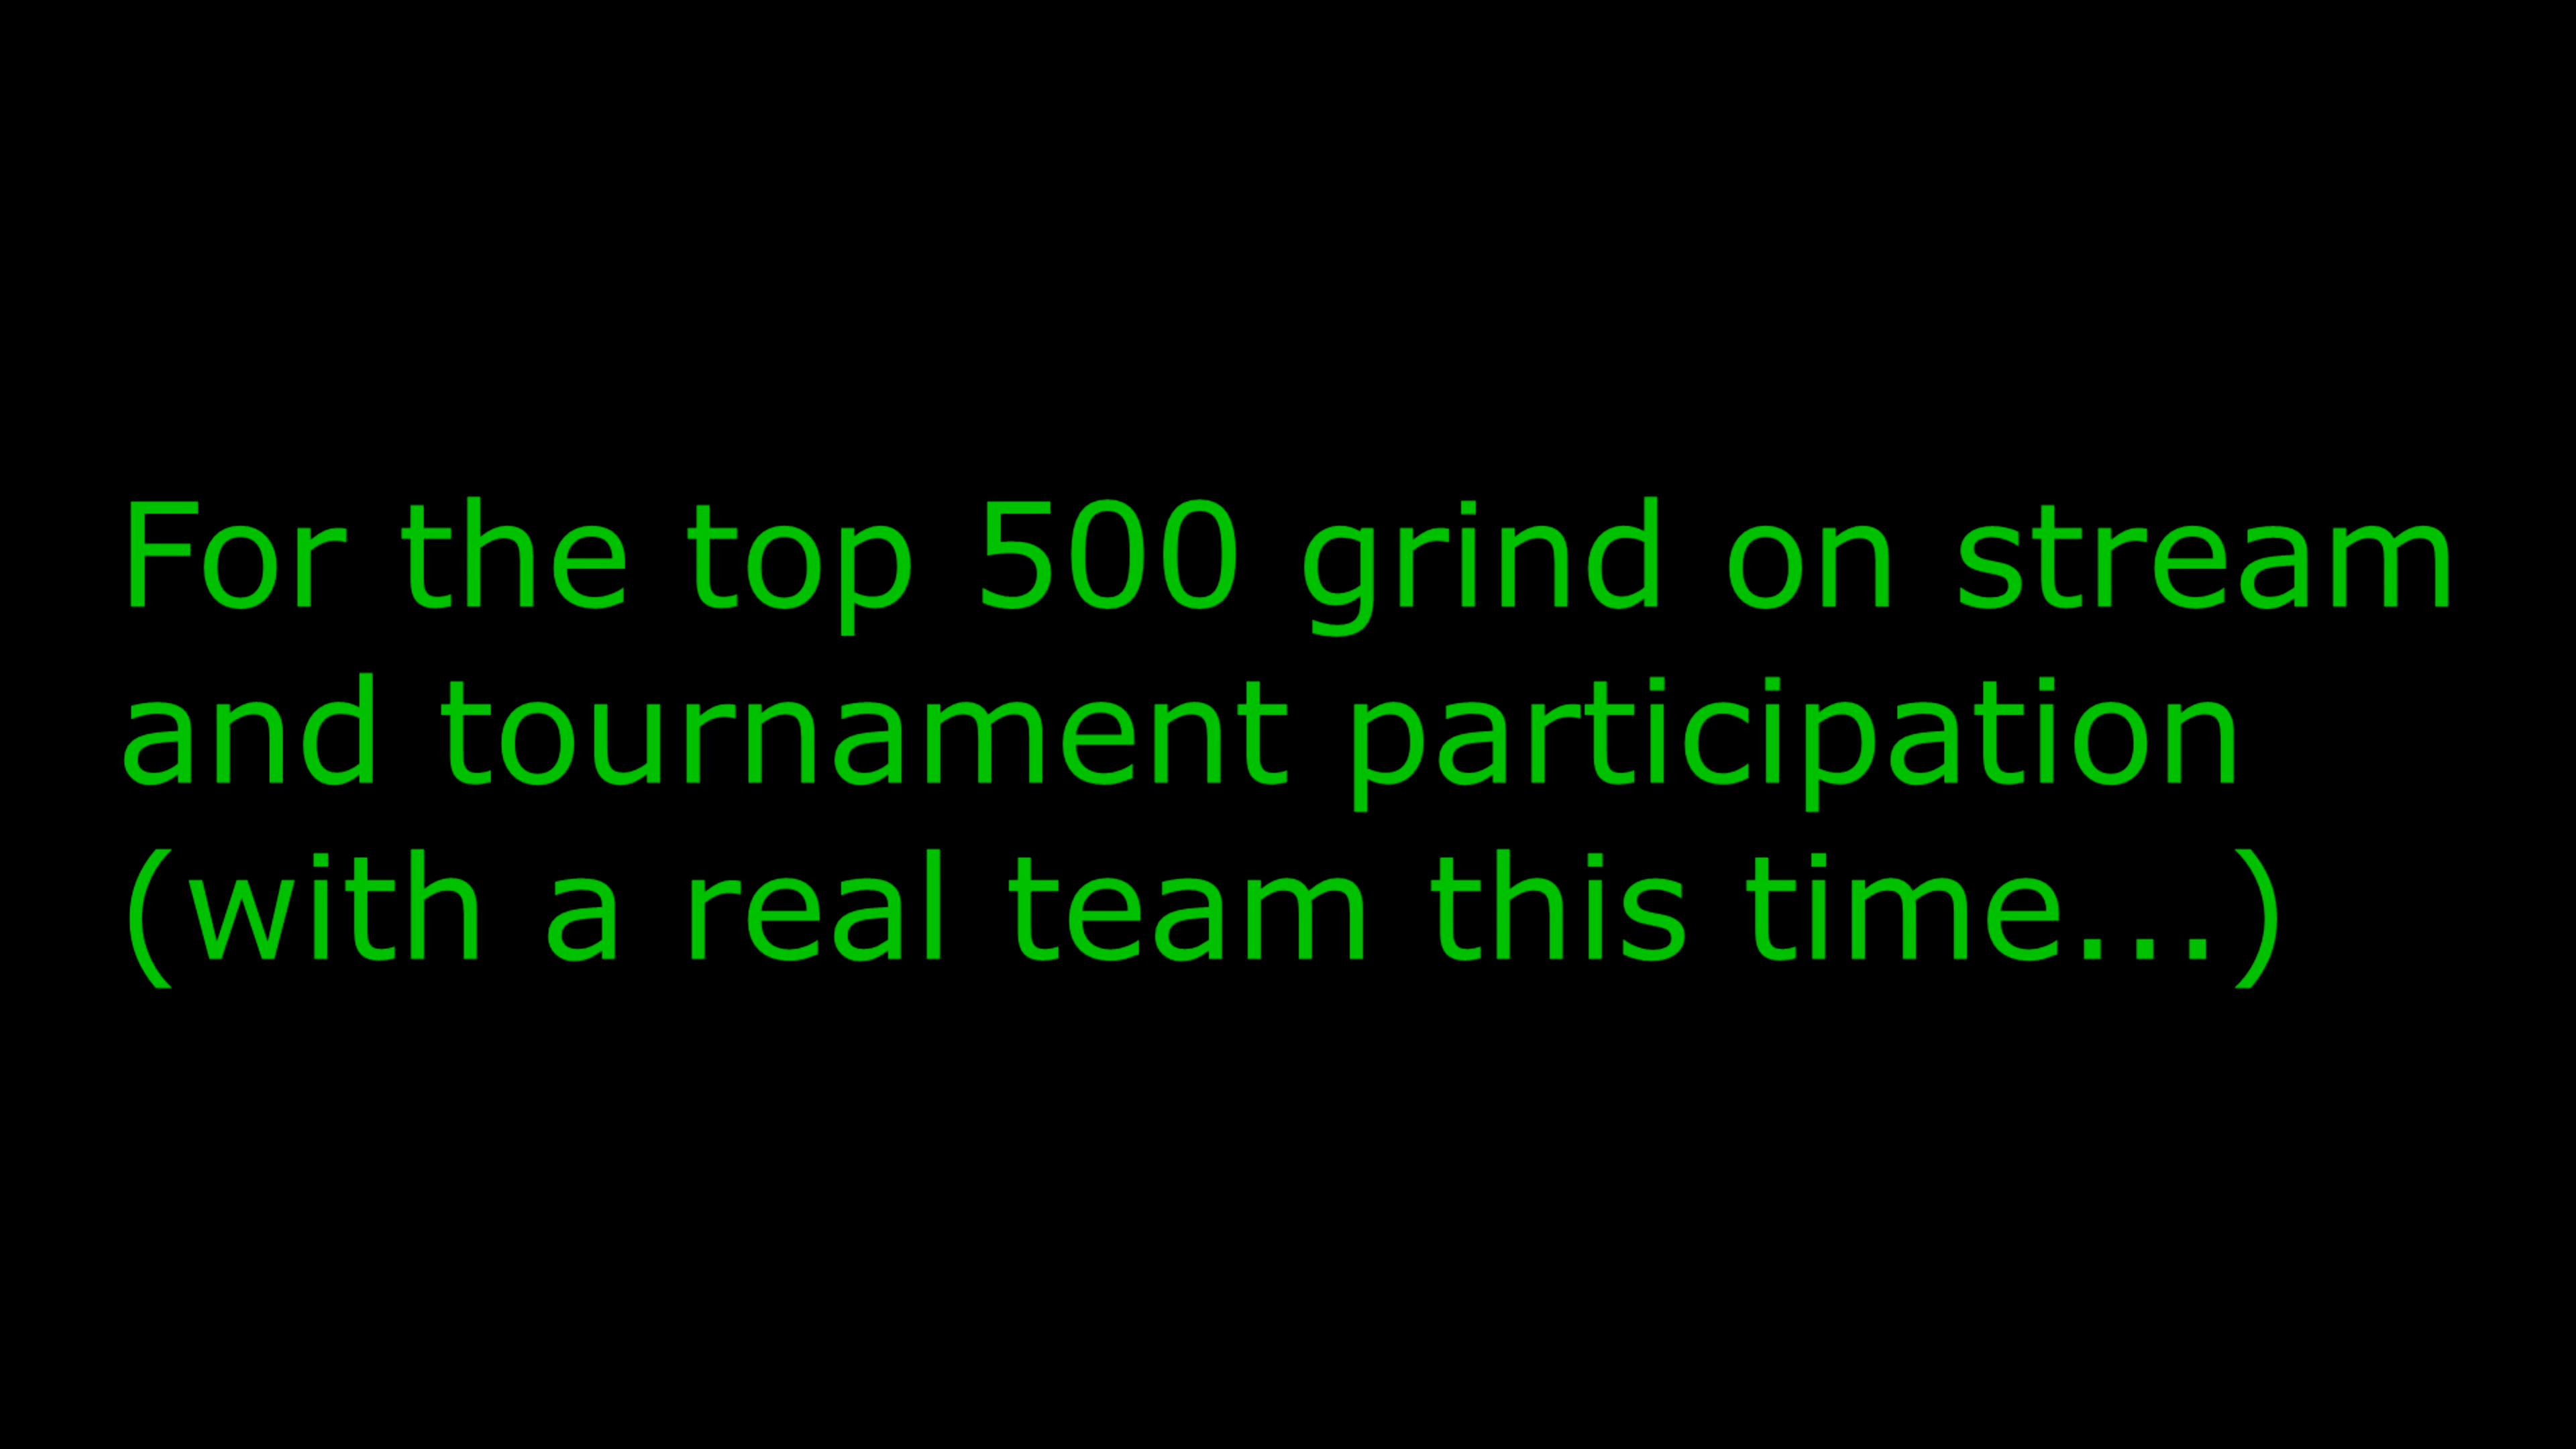 For the top 500 grind on stream
and tournament participation
(with a real team this time...)